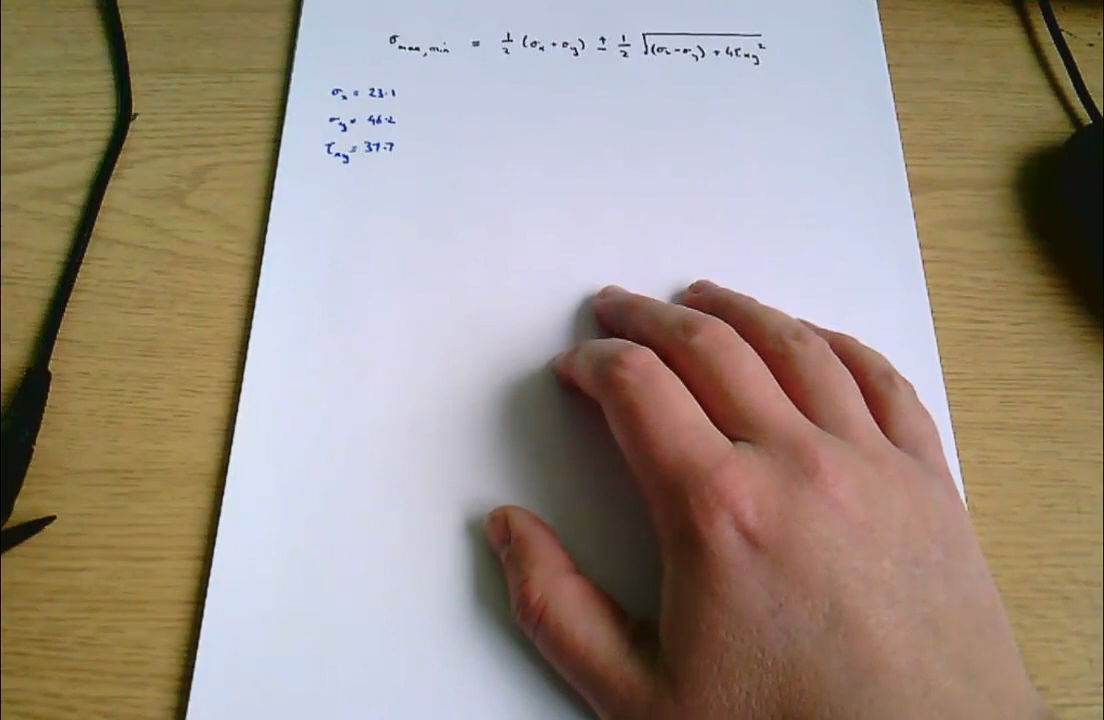 σmax,min = 1/2 (σx + σy) ± 1/2 √(σx-σy) + 4τxy²
σx = 23.1
σy = 46.2
τxy = 37.7